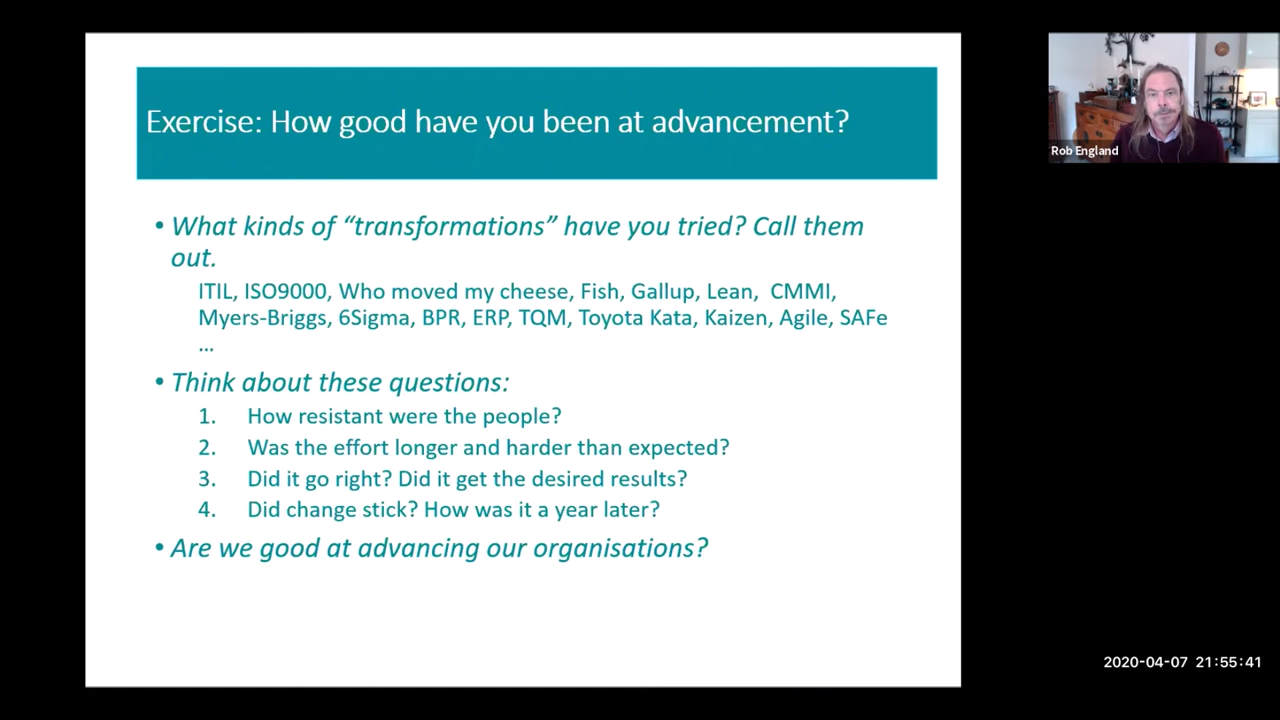 Exercise: How good have you been at advancement?
• What kinds of “transformations” have you tried? Call them
out.
ITIL, ISO9000, Who moved my cheese, Fish, Gallup, Lean,  CMMI,
Myers-Briggs, 6Sigma, BPR, ERP, TQM, Toyota Kata, Kaizen, Agile, SAFe
...
• Think about these questions:
1. How resistant were the people?
2. Was the effort longer and harder than expected?
3. Did it go right? Did it get the desired results?
4. Did change stick? How was it a year later?
• Are we good at advancing our organisations?
Rob England
2020-04-07 21:55:41